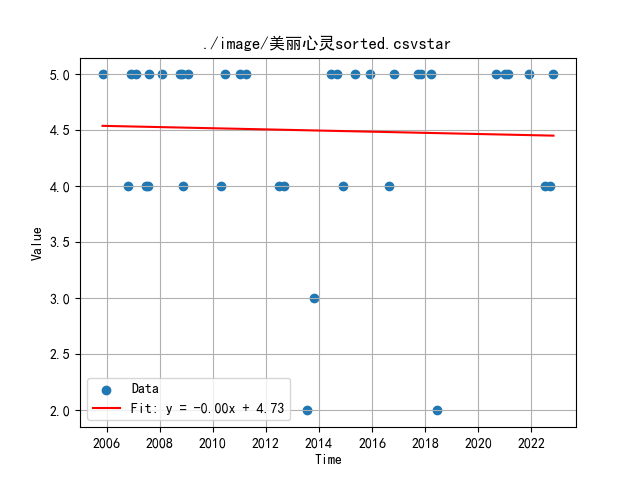 ./image/美丽心灵sorted.csvstar
5.0
4.5
4.0
3.5
3.0
2.5
2.0
Value
Data
Fit: y = −0.00x + 4.73
2006 2008 2010 2012 2014 2016 2018 2020 2022
Time